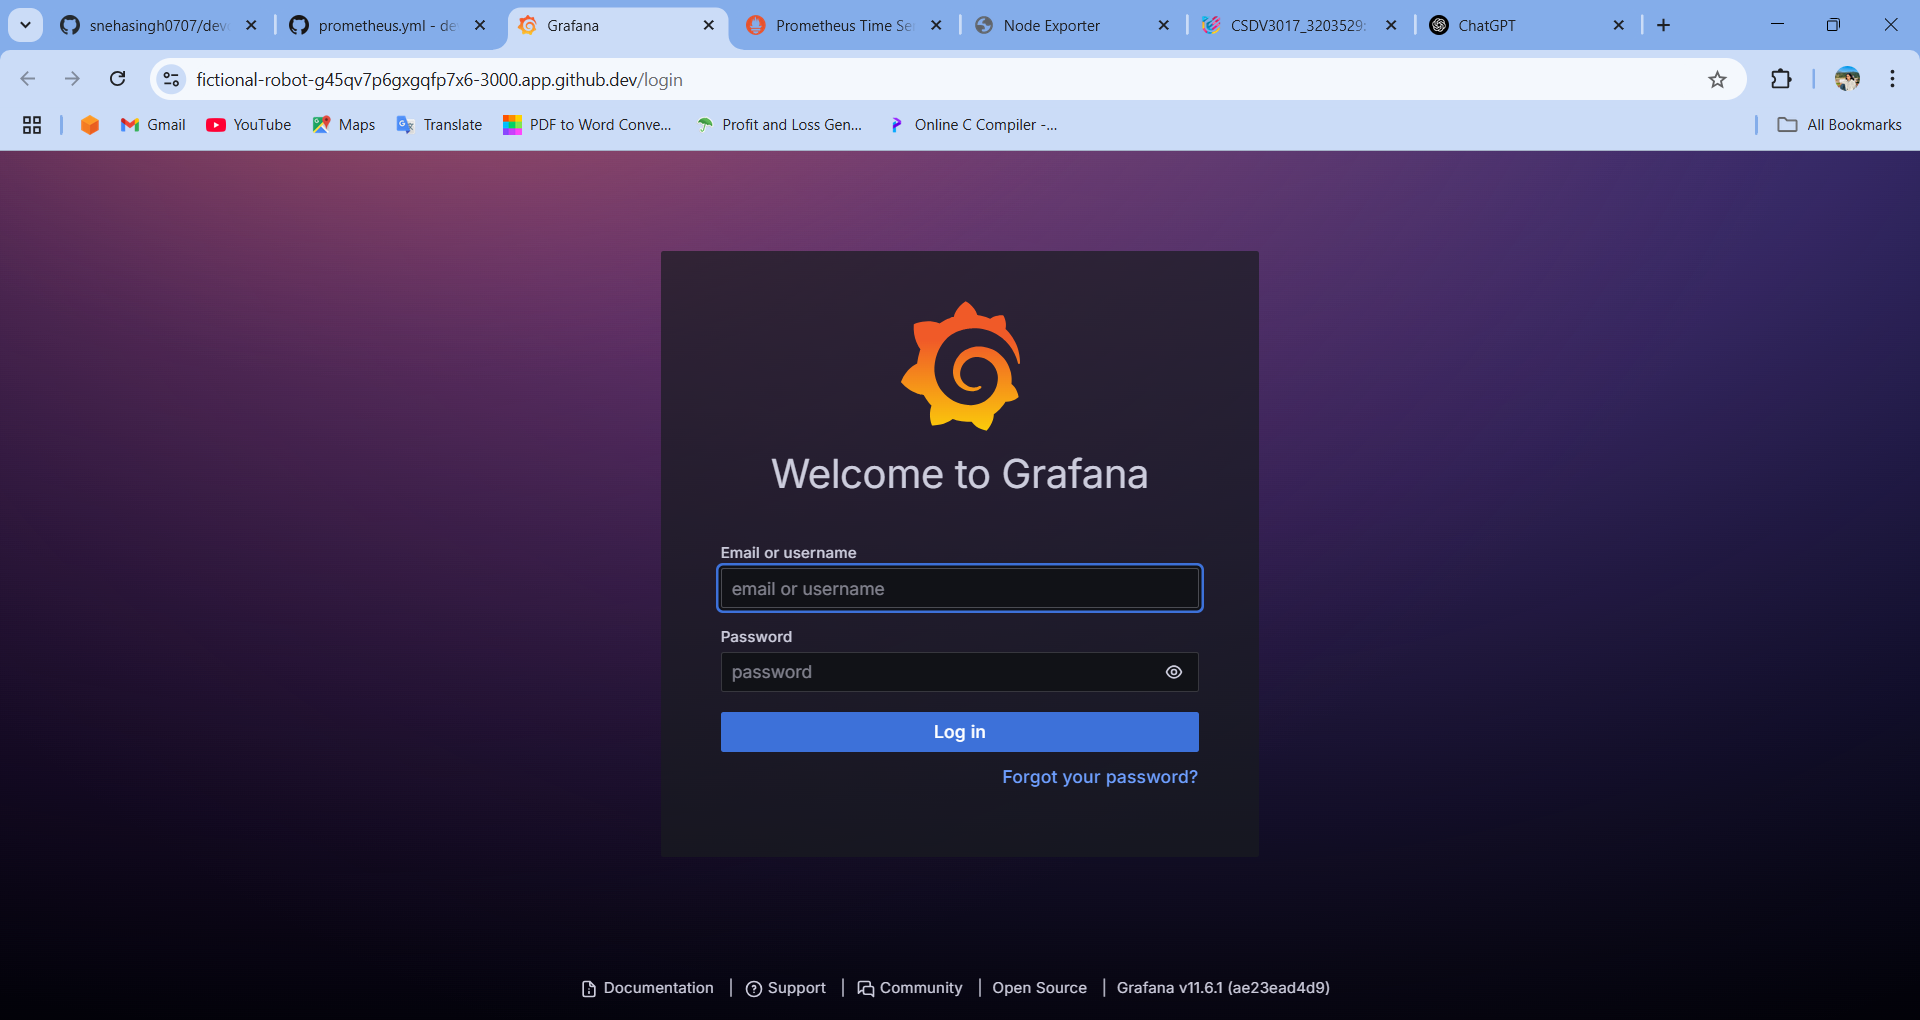 snehasingh0707/dev
prometheus.yml - de
Grafana
Prometheus Time Se
Node Exporter
CSDV3017_3203529
ChatGPT
fictional-robot-g45qv7p6gxgqfp7x6-3000.app.github.dev/login
Gmail
YouTube
Maps
Translate
PDF to Word Conve...
Profit and Loss Gen...
Online C Compiler -...
All Bookmarks
Welcome to Grafana
Email or username
email or username
Password
password
Log in
Forgot your password?
Documentation | Support | Community | Open Source | Grafana v11.6.1 (ae23ead4d9)